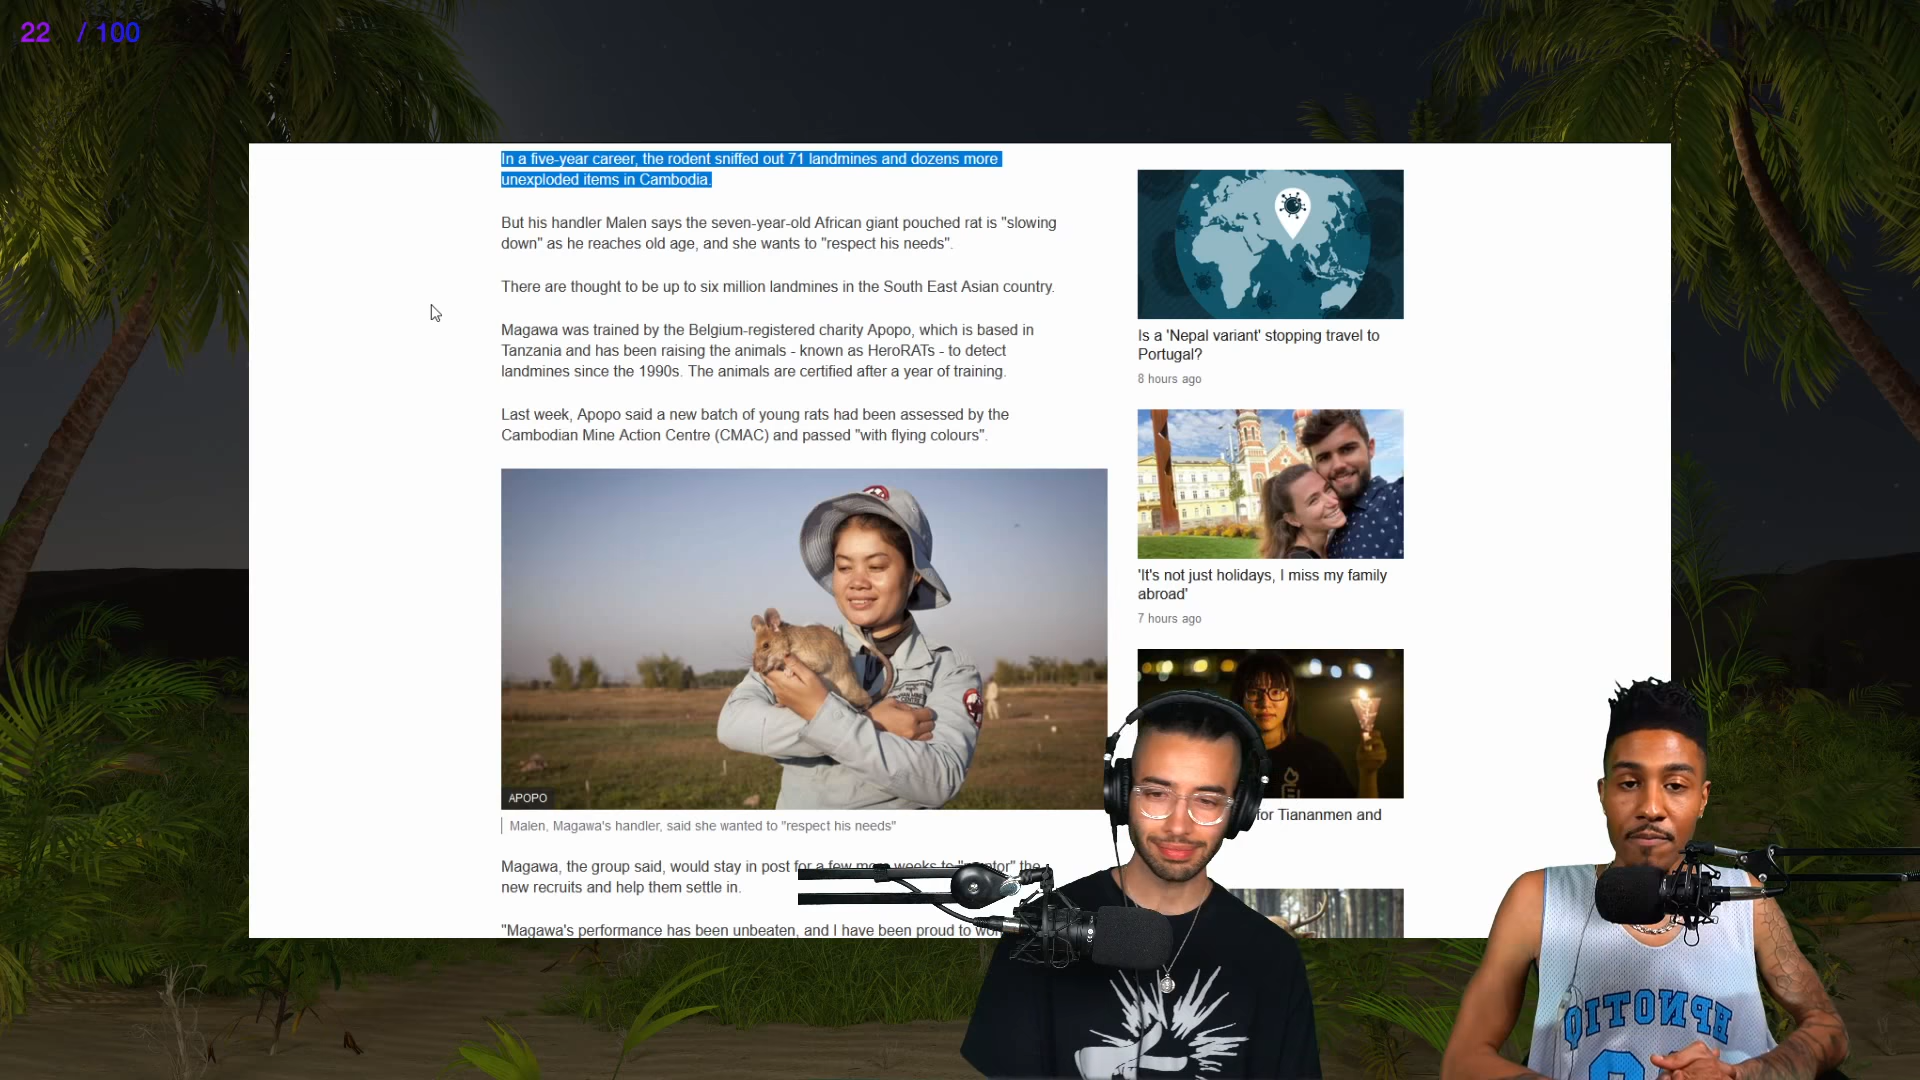 22 / 100
In a five-year career, the rodent sniffed out 71 landmines and dozens more
unexploded items in Cambodia.
But his handler Malen says the seven-year-old African giant pouched rat is "slowing
down" as he reaches old age, and she wants to "respect his needs".
There are thought to be up to six million landmines in the South East Asian country.
Magawa was trained by the Belgium-registered charity Apopo, which is based in
Tanzania and has been raising the animals - known as HeroRATs - to detect
landmines since the 1990s. The animals are certified after a year of training.
Last week, Apopo said a new batch of young rats had been assessed by the
Cambodian Mine Action Centre (CMAC) and passed "with flying colours".
APOPO
Malen, Magawa's handler, said she wanted to "respect his needs"
Magawa, the group said, would stay in post for a few more weeks to the
new recruits and help them settle in.
"Magawa's performance has been unbeaten, and I have been proud to
Is a 'Nepal variant' stopping travel to
Portugal?
8 hours ago
'It's not just holidays, I miss my family
abroad'
7 hours ago
for Tiananmen and
HPNOTIQ